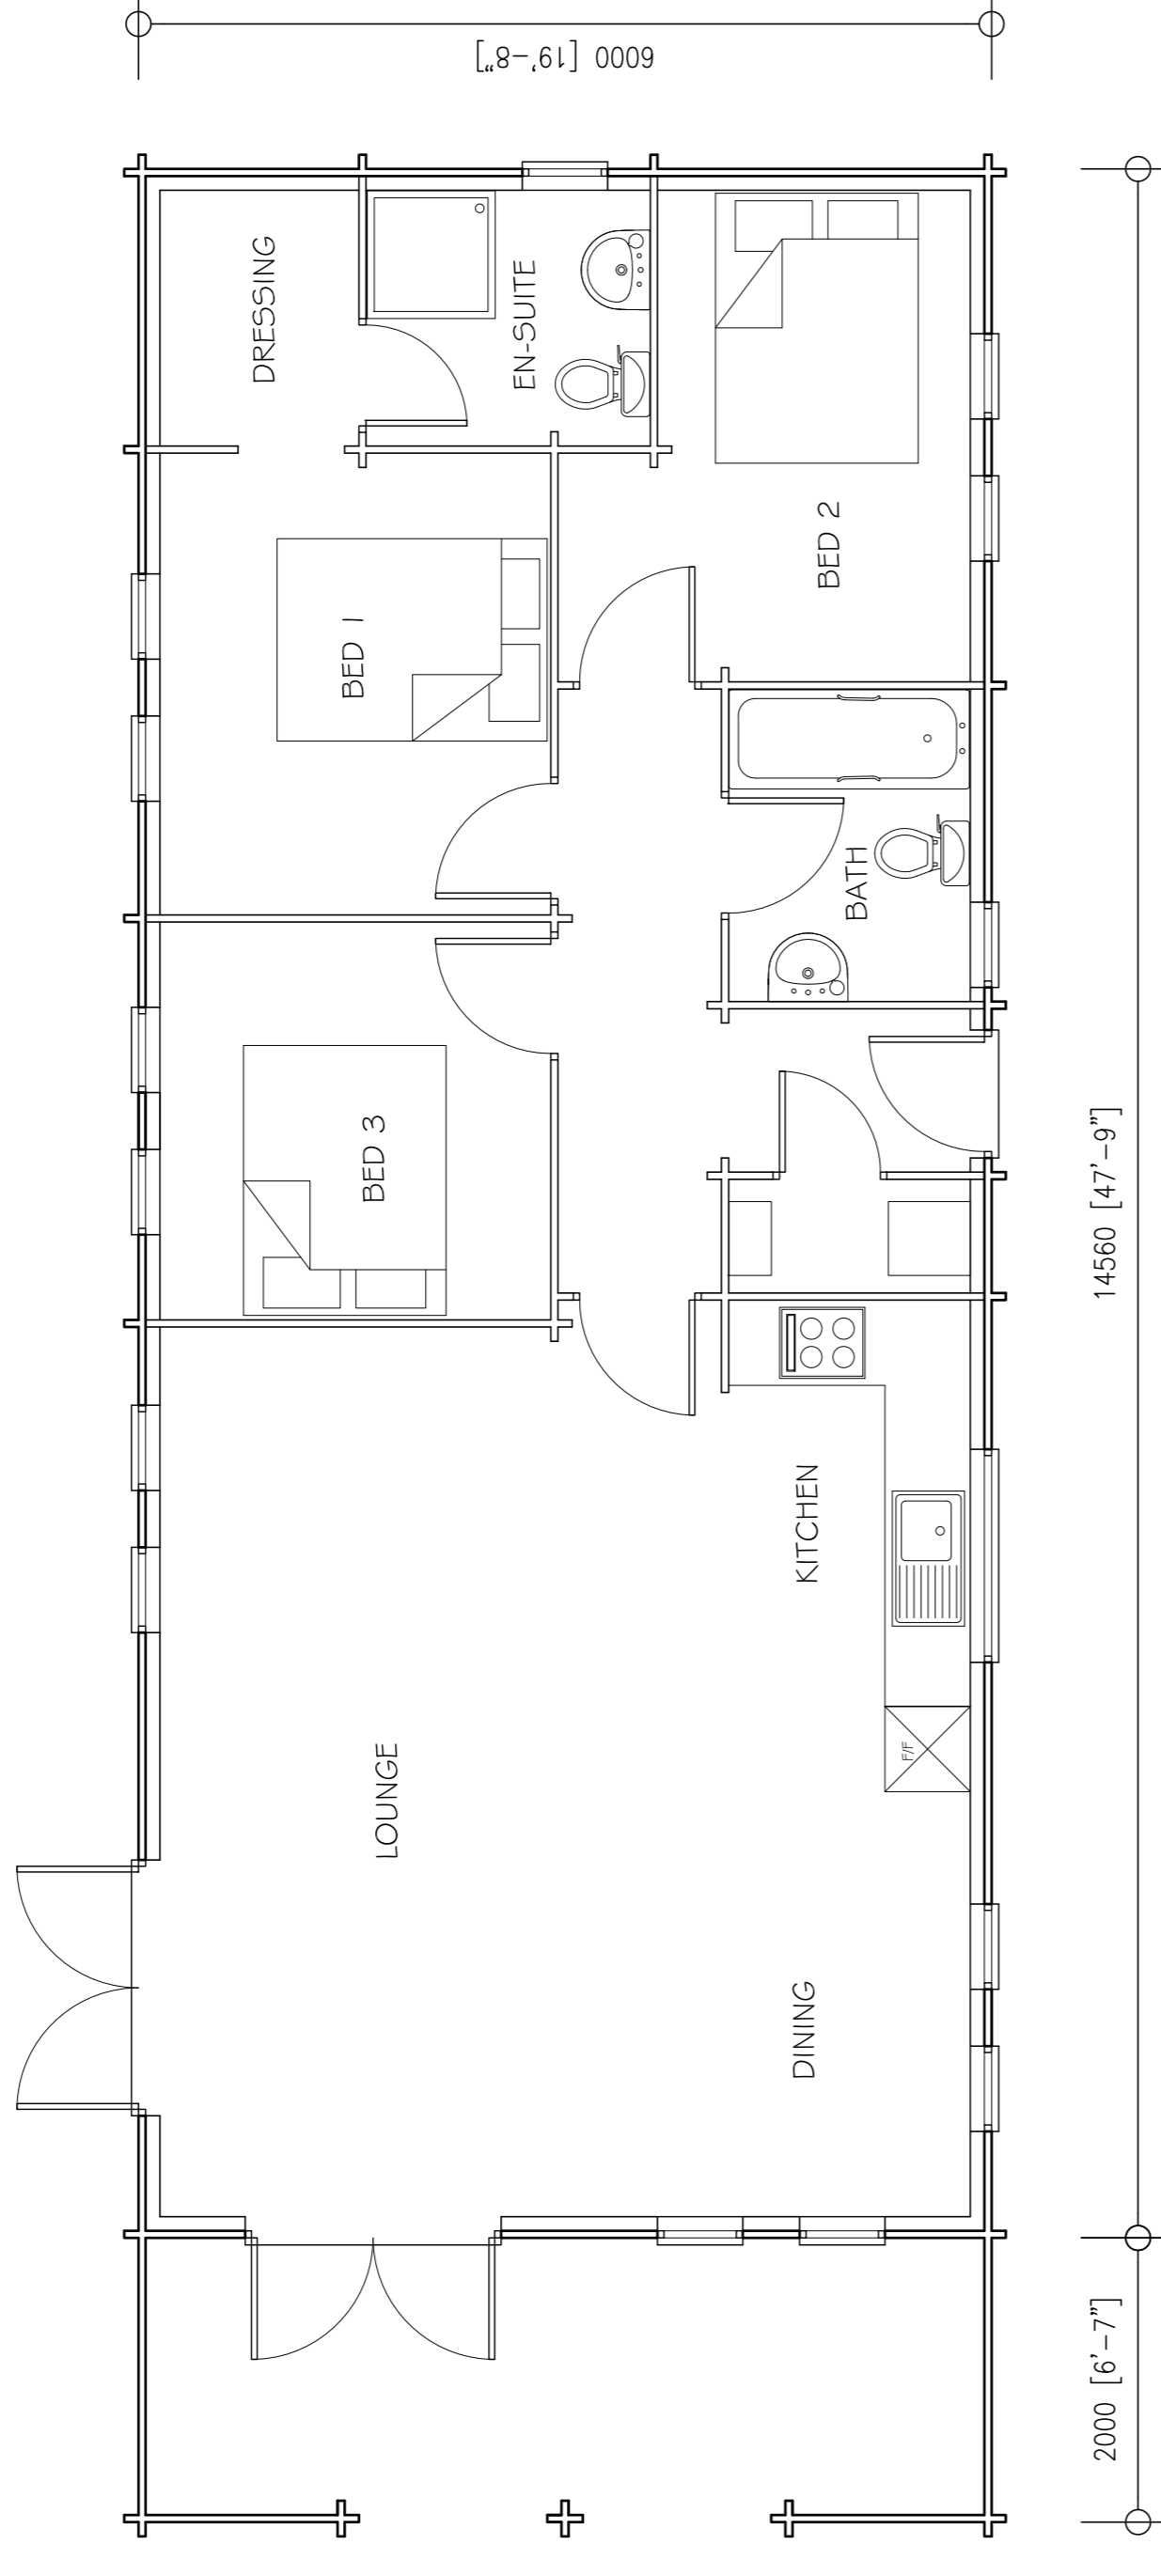 6000 [19'-8"]
DRESSING
EN-SUITE
BED 1
BED 2
BATH
BED 3
14560 [47'-9"]
KITCHEN
LOUNGE
F/F
DINING
2000 [6'-7"]